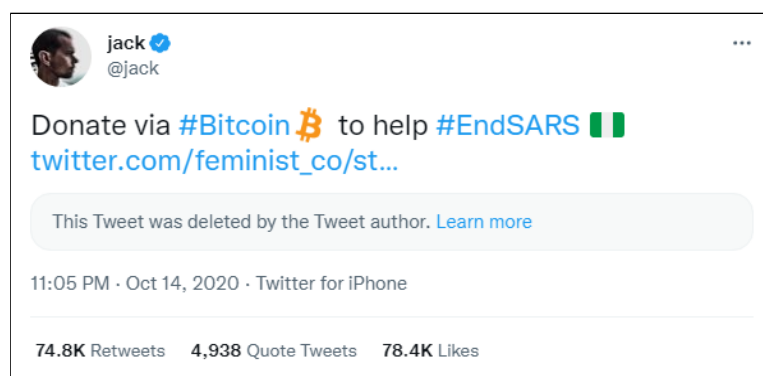 jack
@jack
Donate via #Bitcoin to help #EndSARS 🇳🇬
twitter.com/feminist_co/st...
This Tweet was deleted by the Tweet author. Learn more
11:05 PM · Oct 14, 2020 · Twitter for iPhone
74.8K Retweets 4,938 Quote Tweets 78.4K Likes